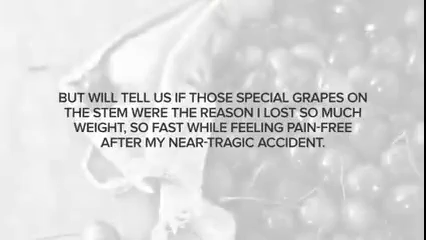 BUT WILL TELL US IF THOSE SPECIAL GRAPES ON
THE STEM WERE THE REASON I LOST SO MUCH
WEIGHT, SO FAST WHILE FEELING PAIN-FREE
AFTER MY NEAR-TRAGIC ACCIDENT.